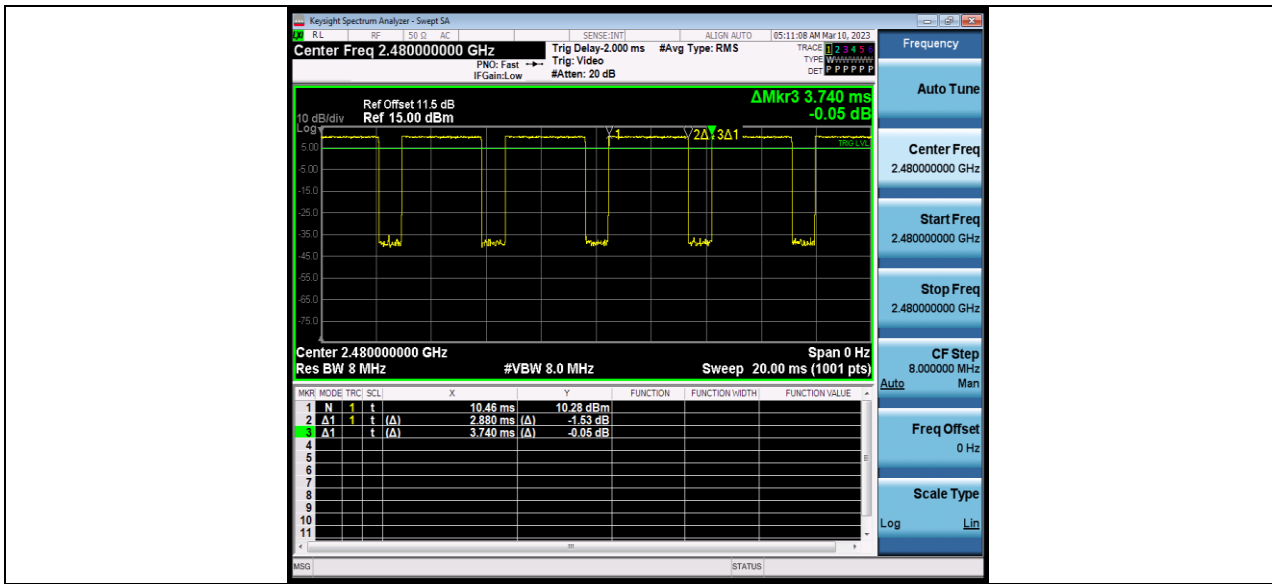 Keysight Spectrum Analyzer - Swept SA
RL RF 50 Ω AC SENSE:INT ALIGN AUTO 05:11:08 AM Mar 10, 2023
Center Freq 2.480000000 GHz
PNO: Fast
IFGain:Low
Trig Delay-2.000 ms
Trig: Video
#Atten: 20 dB
#Avg Type: RMS
TRACE 1 2 3 4 5 6
TYPE W
DET P P P P P P
ΔMkr3 3.740 ms
-0.05 dB
Ref Offset 11.5 dB
10 dB/div Ref 15.00 dBm
Log
1 2Δ 3Δ1
TRIG LVL
5.00
-5.00
-15.0
-25.0
-35.0
-45.0
-55.0
-65.0
-75.0
Center 2.480000000 GHz Span 0 Hz
Res BW 8 MHz #VBW 8.0 MHz Sweep 20.00 ms (1001 pts)
MKR MODE TRC SCL X Y FUNCTION FUNCTION WIDTH FUNCTION VALUE
1 N 1 t 10.46 ms 10.28 dBm
2 Δ1 1 t (Δ) 2.880 ms (Δ) -1.53 dB
3 Δ1 t (Δ) 3.740 ms (Δ) -0.05 dB
4
5
6
7
8
9
10
11
MSG STATUS
Frequency
Auto Tune
Center Freq
2.480000000 GHz
Start Freq
2.480000000 GHz
Stop Freq
2.480000000 GHz
CF Step
8.000000 MHz
Auto Man
Freq Offset
0 Hz
Scale Type
Log Lin